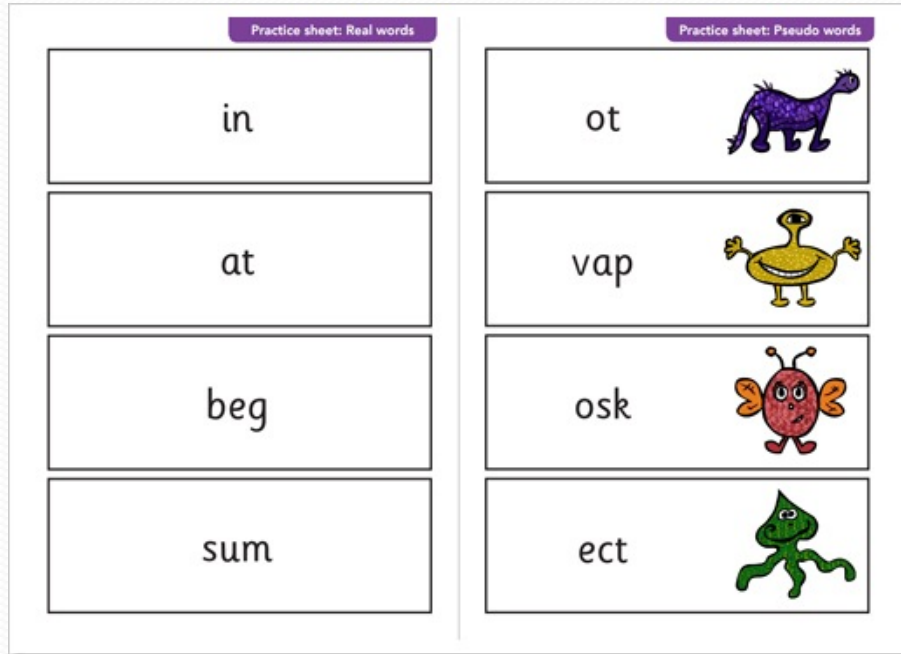 Practice sheet: Real words
in
at
beg
sum
Practice sheet: Pseudo words
ot
vap
osk
ect